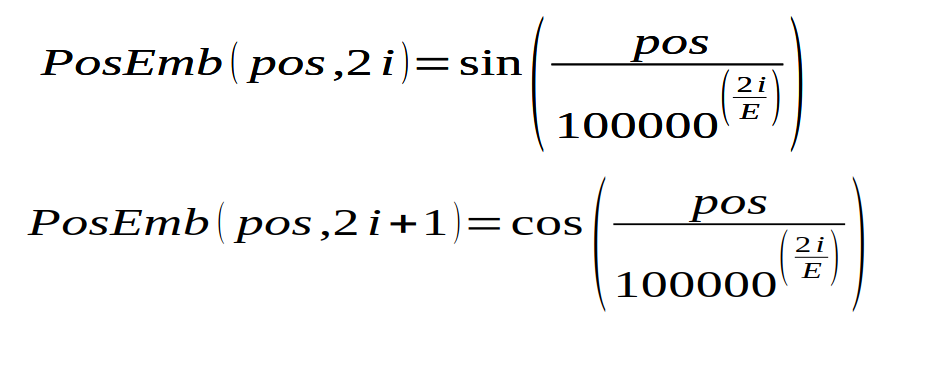 PosEmb(pos,2i)=sin(pos/100000^(2i/E))
PosEmb(pos,2i+1)=cos(pos/100000^(2i/E))